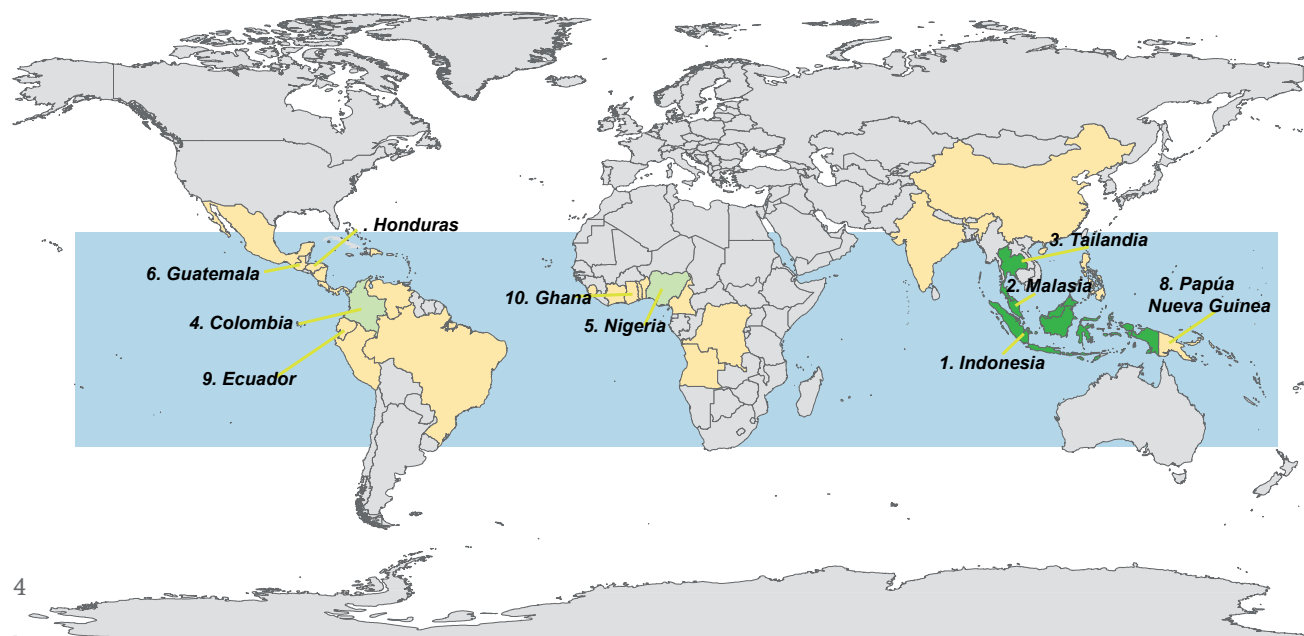 . Honduras
3. Tailandia
6. Guatemala
2. Malasia
8. Papúa
Nueva Guinea
10. Ghana
4. Colombia
5. Nigeria
1. Indonesia
9. Ecuador
4